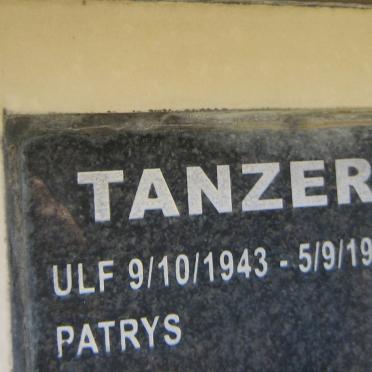 TANZER
ULF 9/10/1943 - 5/9/19
PATRYS